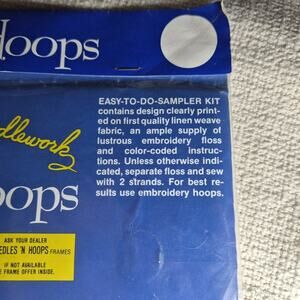 Hoops
EASY-TO-DO-SAMPLER KIT
contains design clearly print-
ed on first quality linen weave
fabric, an ample supply of
lustrous embroidery floss
and color-coded instruc-
tions. Unless otherwise indi-
cated, separate floss and sew
with 2 strands. For best re-
sults use embroidery hoops.
dlework
oops
ASK YOUR DEALER
EDLES 'N HOOPS FRAMES
IF NOT AVAILABLE
E FRAME OFFER INSIDE.